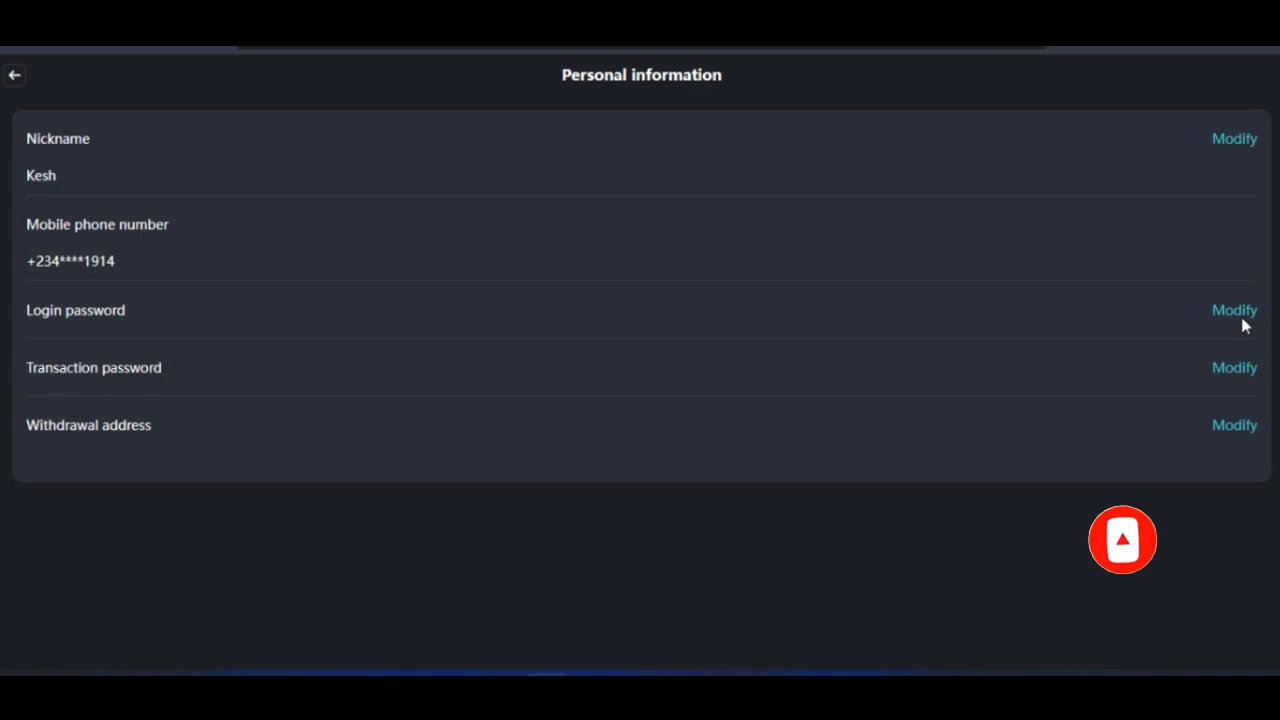 Personal information
Nickname
Modify
Kesh
Mobile phone number
+234****1914
Login password
Modify
Transaction password
Modify
Withdrawal address
Modify